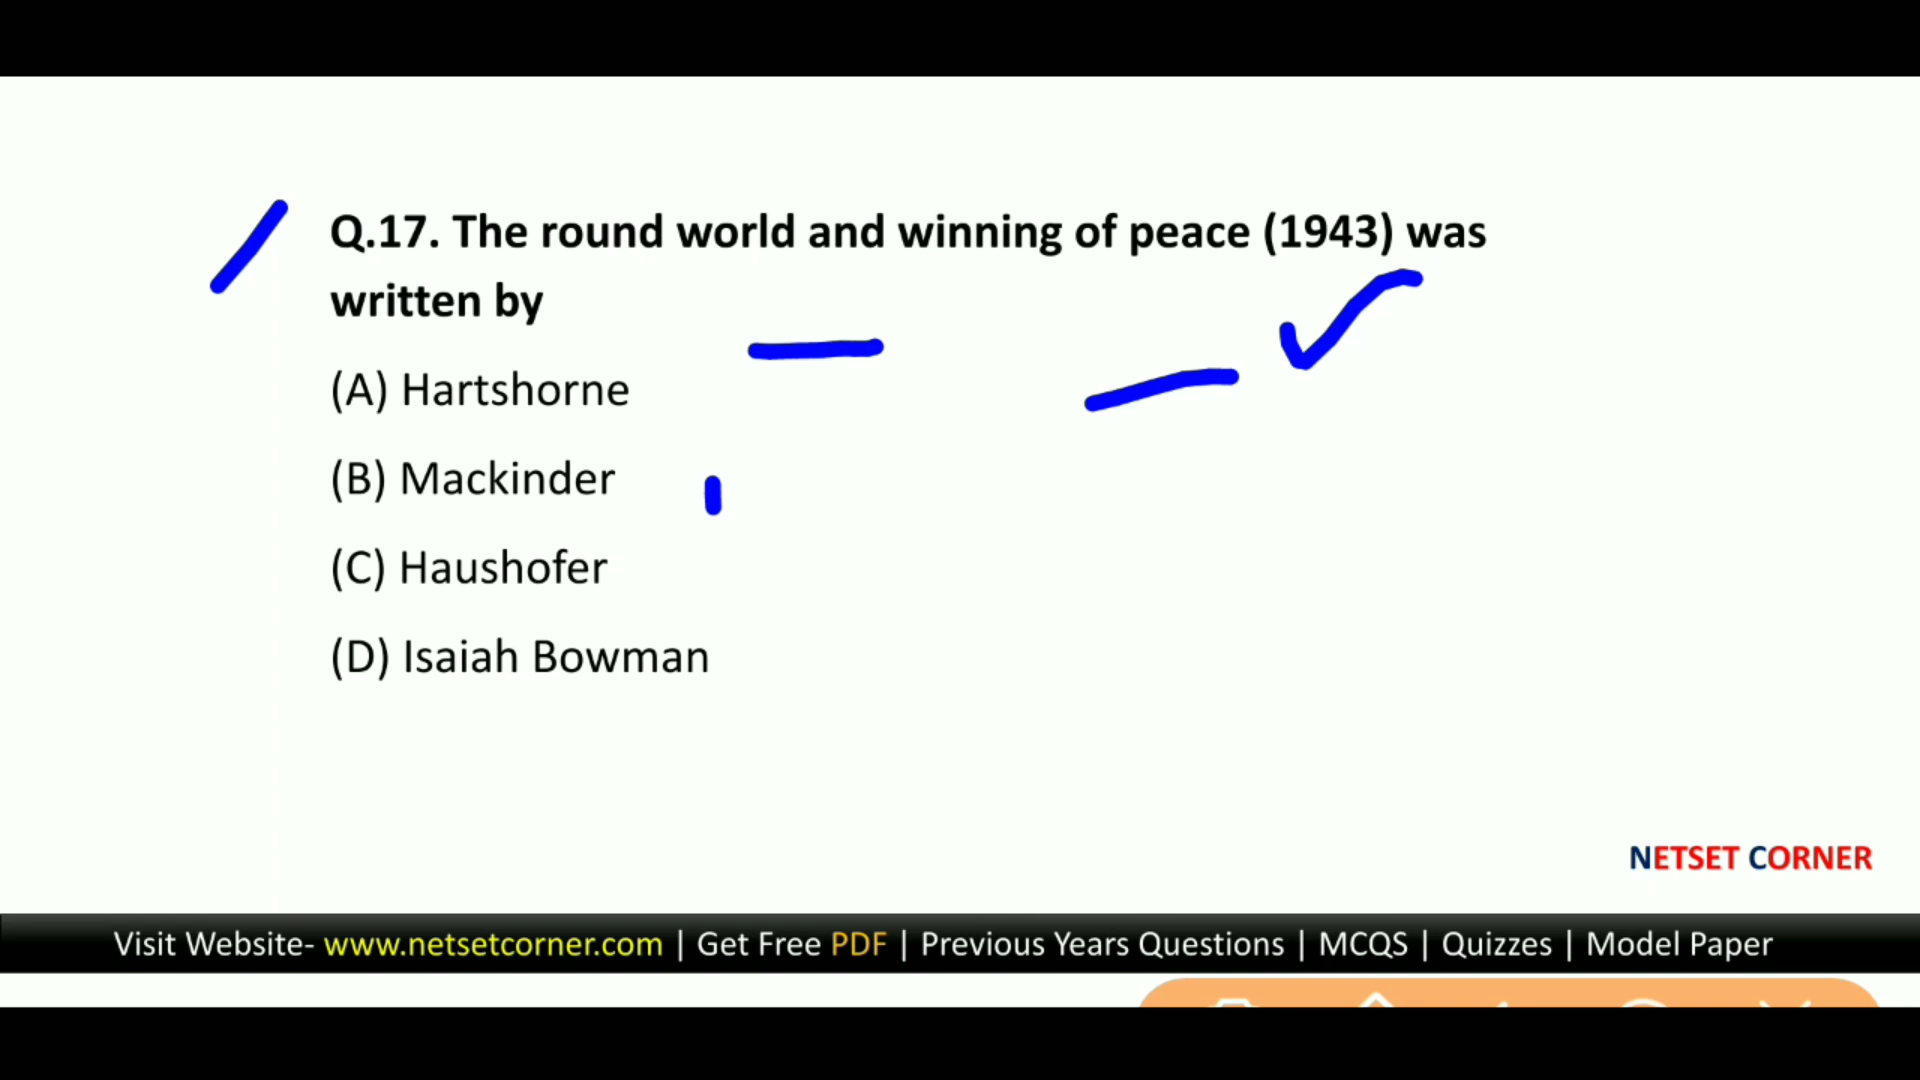 Q.17. The round world and winning of peace (1943) was
written by
(A) Hartshorne
(B) Mackinder
(C) Haushofer
(D) Isaiah Bowman
NETSET CORNER
Visit Website- www.netsetcorner.com | Get Free PDF | Previous Years Questions | MCQS | Quizzes | Model Paper